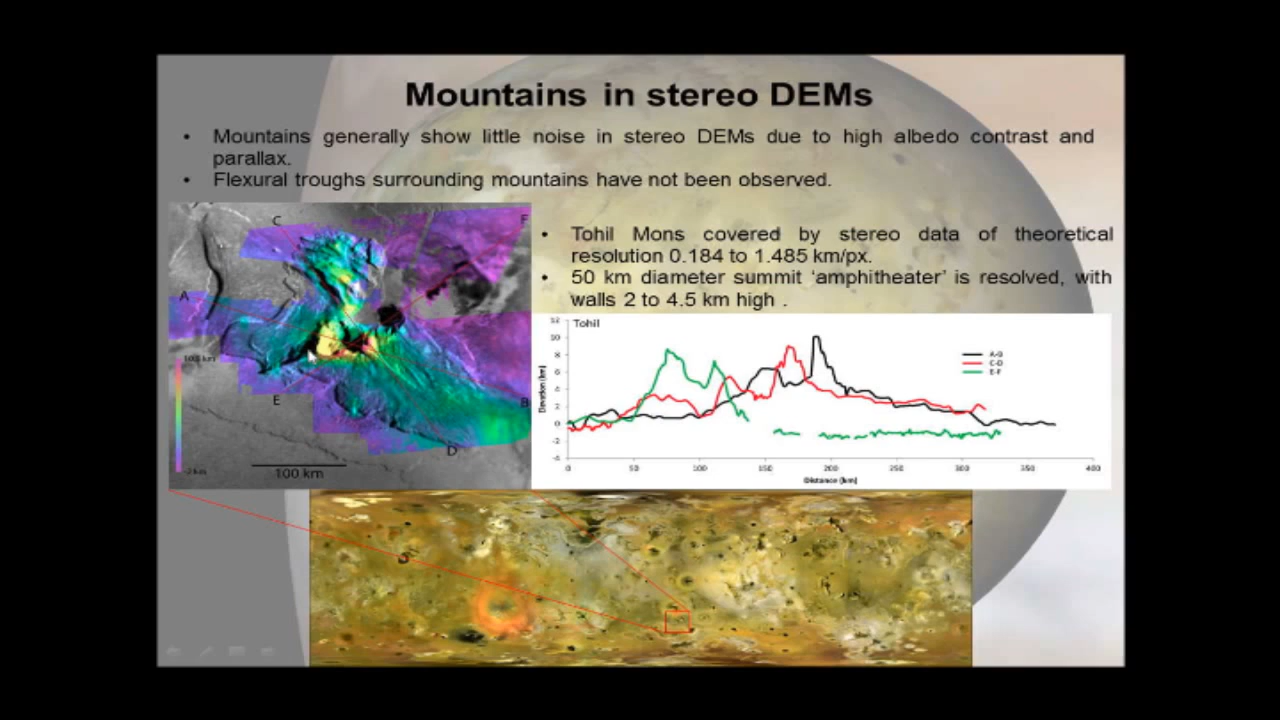 Mountains in stereo DEMs
• Mountains generally show little noise in stereo DEMs due to high albedo contrast and
parallax.
• Flexural troughs surrounding mountains have not been observed.
• Tohil Mons covered by stereo data of theoretical
resolution 0.184 to 1.485 km/px.
• 50 km diameter summit ‘amphitheater’ is resolved, with
walls 2 to 4.5 km high .
C
F
A
E
B
D
-2 km
100 km
Tohil
12
10
8
6
4
2
0
-2
-4
Elevation (km)
A-B
C-D
E-F
0 50 100 150 200 250 300 350 400
Distance (km)